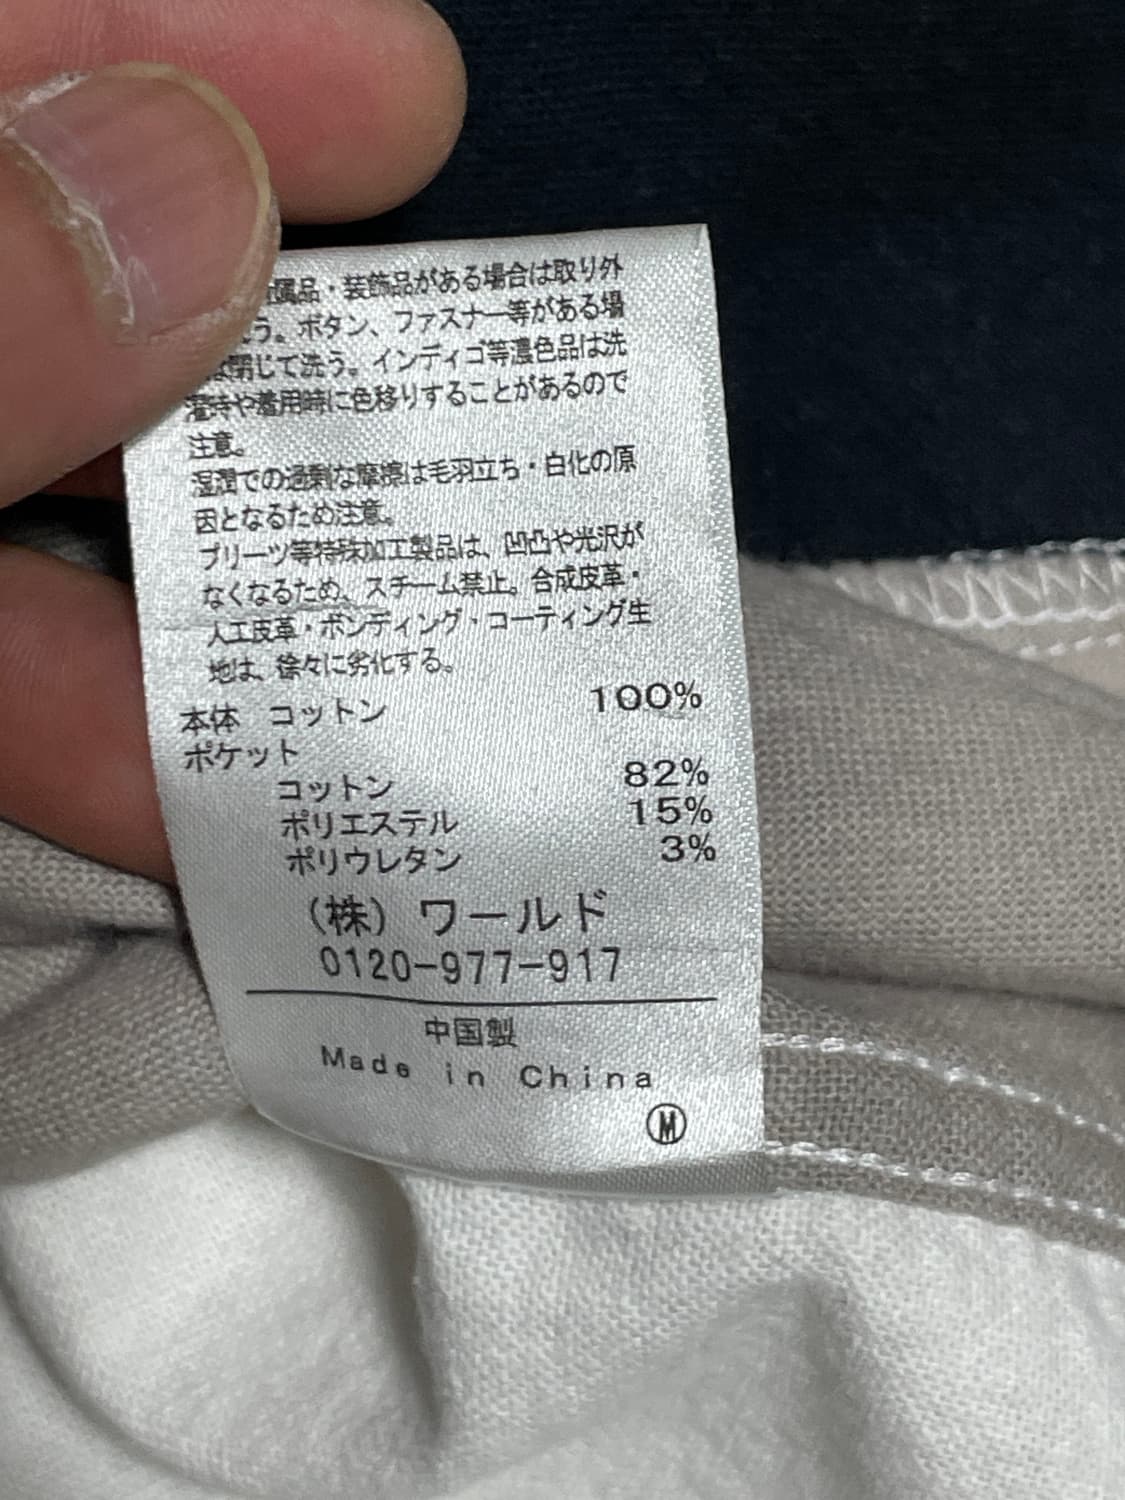 属品・装飾品がある場合は取り外
う。ボタン、ファスナー等がある場
閉じて洗う。インディゴ等濃色品は洗
濯時や着用時に色移りすることがあるので
注意。
湿潤での過剰な摩擦は毛羽立ち・白化の原
因となるため注意。
プリーツ等特殊加工製品は、凹凸や光沢が
なくなるため、スチーム禁止。合成皮革・
人工皮革・ボンディング・コーティング生
地は、徐々に劣化する。
本体 コットン 100%
ポケット
コットン 82%
ポリエステル 15%
ポリウレタン 3%
(株) ワールド
0120-977-917
中国製
Made in China
Ⓜ